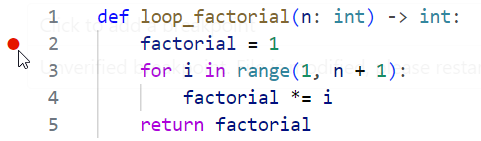 1 def loop_factorial(n: int) -> int:
2     factorial = 1
3     for i in range(1, n + 1):
4         factorial *= i
5     return factorial